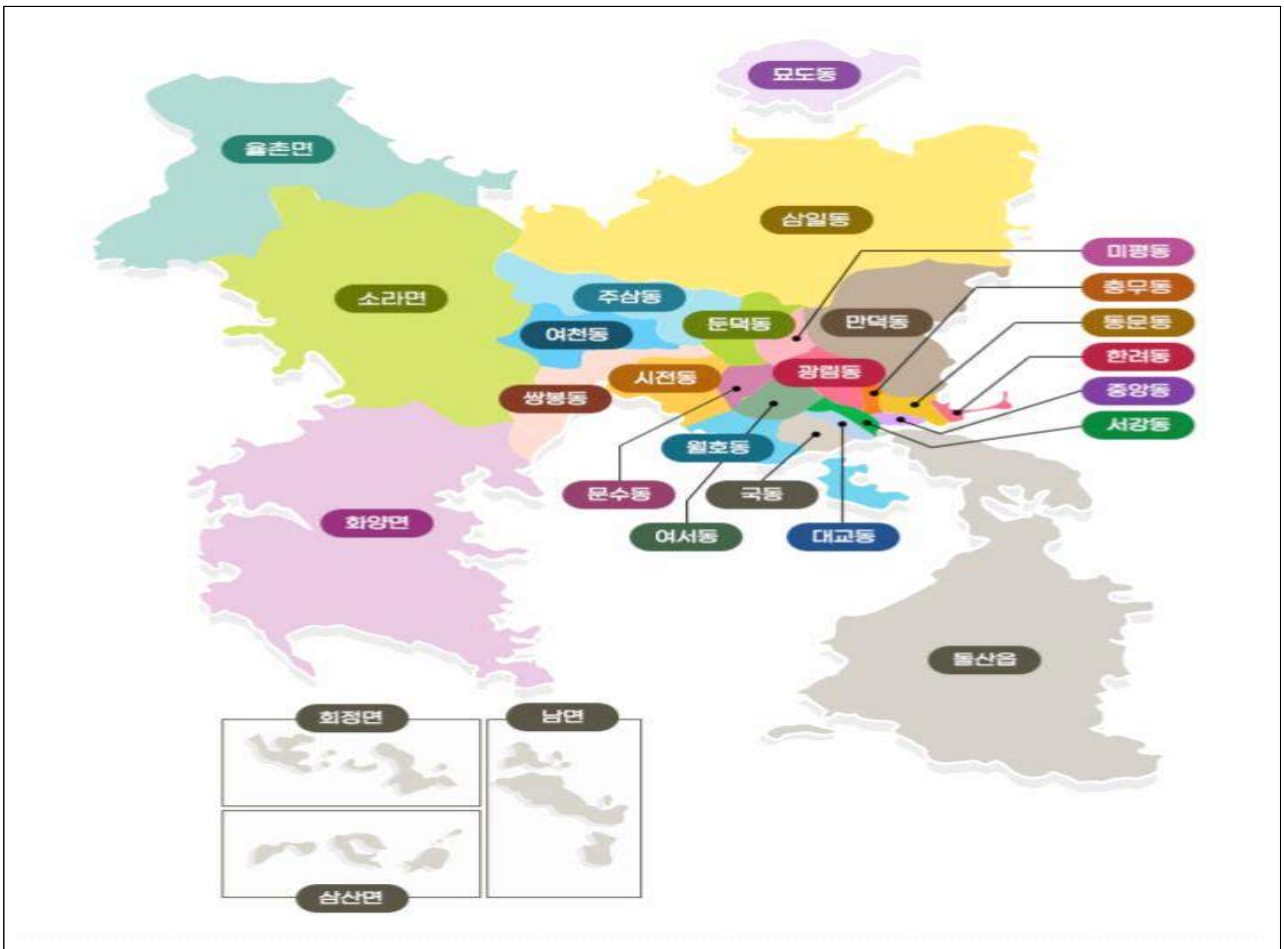 묘도동
율촌면
삼일동
미평동
소라면
주삼동
충무동
둔덕동
만덕동
동문동
여천동
한려동
시전동
광림동
쌍봉동
중앙동
서강동
월호동
문수동
국동
화양면
여서동
대교동
돌산읍
회정면
남면
삼산면